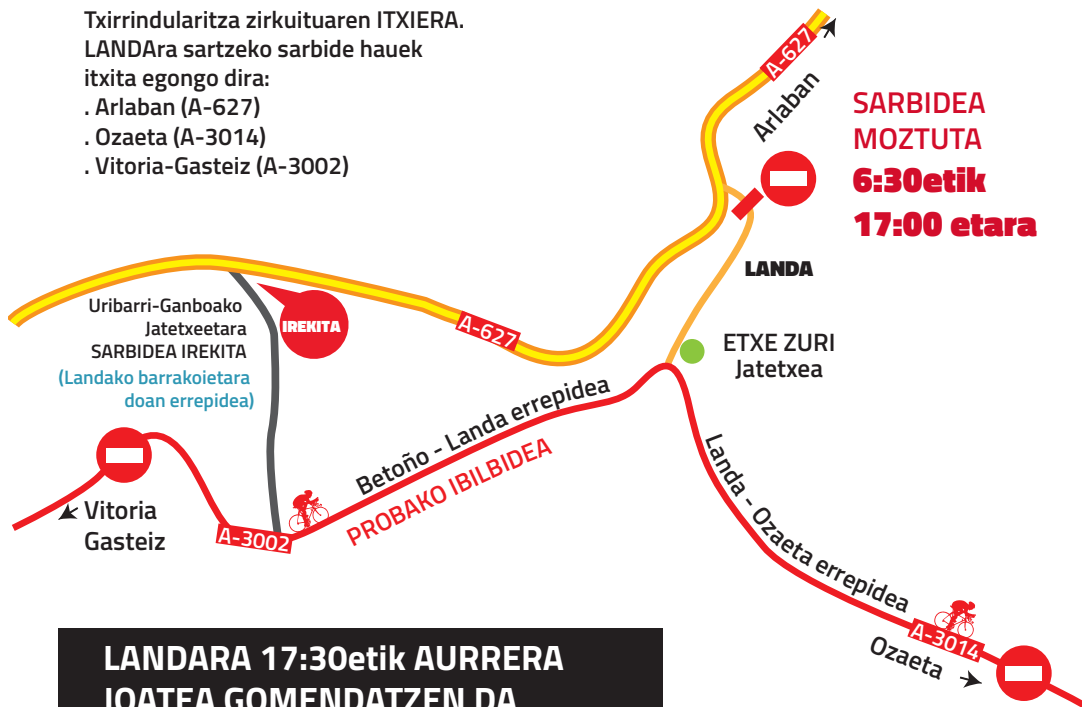 Txirrindularitza zirkuituaren ITXIERA.
LANDAra sartzeko sarbide hauek
itxita egongo dira:
. Arlaban (A-627)
. Ozaeta (A-3014)
. Vitoria-Gasteiz (A-3002)
A-627
Arlaban
SARBIDEA
MOZTUTA
6:30etik
17:00 etara
LANDA
Uribarri-Ganboako
Jatetxeetara
SARBIDEA IREKITA
(Landako barrakoietara
doan errepidea)
IREKITA
A-627
ETXE ZURI
Jatetxea
Betoño - Landa errepidea
PROBAKO IBILBIDEA
Landa - Ozaeta errepidea
Vitoria
Gasteiz
A-3002
A-3014
Ozaeta
LANDARA 17:30etik AURRERA
JOATEA GOMENDATZEN DA